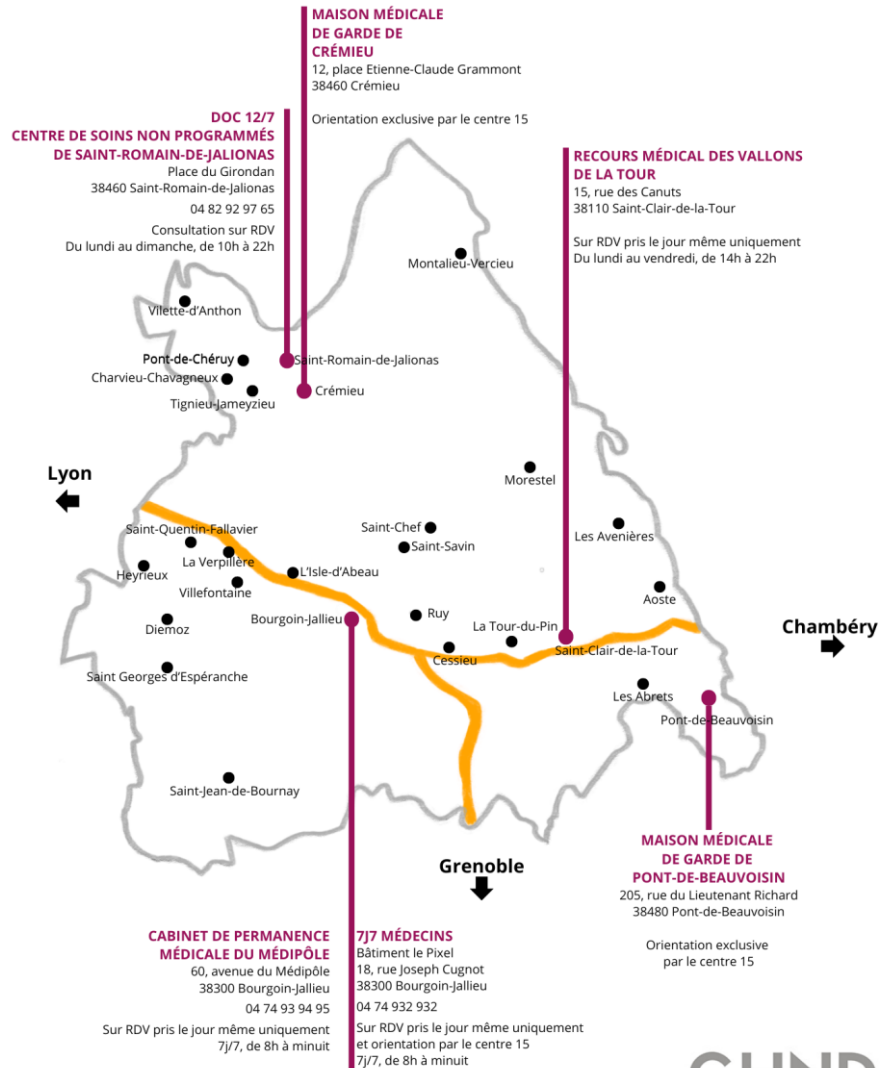 MAISON MÉDICALE
DE GARDE DE
CRÉMIEU
12, place Etienne-Claude Grammont
38460 Crémieu
Orientation exclusive par le centre 15
DOC 12/7
CENTRE DE SOINS NON PROGRAMMÉS
DE SAINT-ROMAIN-DE-JALIONAS
Place du Girondan
38460 Saint-Romain-de-Jalionas
04 82 92 97 65
Consultation sur RDV
Du lundi au dimanche, de 10h à 22h
RECOURS MÉDICAL DES VALLONS
DE LA TOUR
15, rue des Canuts
38110 Saint-Clair-de-la-Tour
Sur RDV pris le jour même uniquement
Du lundi au vendredi, de 14h à 22h
Montalieu-Vercieu
Vilette-d'Anthon
Pont-de-Chéruy
Saint-Romain-de-Jalionas
Charvieu-Chavagneux
Tignieu-Jameyzieu
Crémieu
Lyon
Morestel
Saint-Quentin-Fallavier
Saint-Chef
Les Avenières
La Verpillère
Saint-Savin
Heyrieux
L'Isle-d'Abeau
Villefontaine
Aoste
Bourgoin-Jallieu
Ruy
Diemoz
La Tour-du-Pin
Chambéry
Cessieu
Saint-Clair-de-la-Tour
Saint Georges d'Espéranche
Les Abrets
Pont-de-Beauvoisin
Saint-Jean-de-Bournay
Grenoble
MAISON MÉDICALE
DE GARDE DE
PONT-DE-BEAUVOISIN
205, rue du Lieutenant Richard
38480 Pont-de-Beauvoisin
Orientation exclusive
par le centre 15
CABINET DE PERMANENCE
MÉDICALE DU MÉDIPÔLE
60, avenue du Médipôle
38300 Bourgoin-Jallieu
04 74 93 94 95
Sur RDV pris le jour même uniquement
7j/7, de 8h à minuit
7J7 MÉDECINS
Bâtiment le Pixel
18, rue Joseph Cugnot
38300 Bourgoin-Jallieu
04 74 932 932
Sur RDV pris le jour même uniquement
et orientation par le centre 15
7j/7, de 8h à minuit